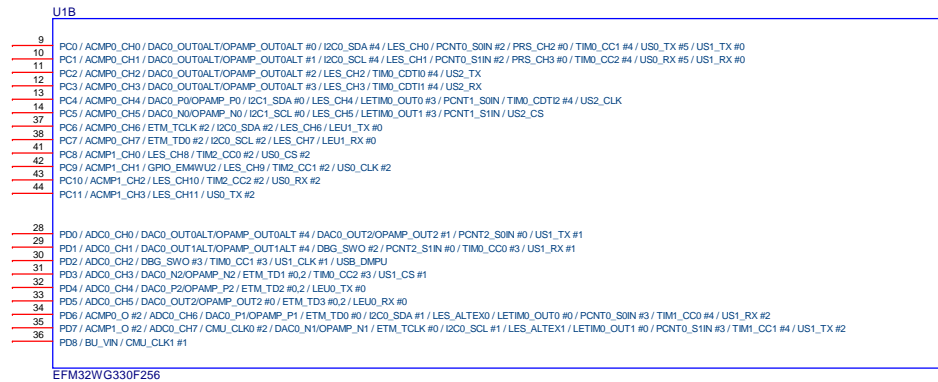 U1B
9 PC0 / ACMP0_CH0 / DAC0_OUT0ALT/OPAMP_OUT0ALT #0 / I2C0_SDA #4 / LES_CH0 / PCNT0_S0IN #2 / PRS_CH2 #0 / TIM0_CC1 #4 / US0_TX #5 / US1_TX #0
10 PC1 / ACMP0_CH1 / DAC0_OUT0ALT/OPAMP_OUT0ALT #1 / I2C0_SCL #4 / LES_CH1 / PCNT0_S1IN #2 / PRS_CH3 #0 / TIM0_CC2 #4 / US0_RX #5 / US1_RX #0
11 PC2 / ACMP0_CH2 / DAC0_OUT0ALT/OPAMP_OUT0ALT #2 / LES_CH2 / TIM0_CDTI0 #4 / US2_TX
12 PC3 / ACMP0_CH3 / DAC0_OUT0ALT/OPAMP_OUT0ALT #3 / LES_CH3 / TIM0_CDTI1 #4 / US2_RX
13 PC4 / ACMP0_CH4 / DAC0_P0/OPAMP_P0 / I2C1_SDA #0 / LES_CH4 / LETIM0_OUT0 #3 / PCNT1_S0IN / TIM0_CDTI2 #4 / US2_CLK
14 PC5 / ACMP0_CH5 / DAC0_N0/OPAMP_N0 / I2C1_SCL #0 / LES_CH5 / LETIM0_OUT1 #3 / PCNT1_S1IN / US2_CS
37 PC6 / ACMP0_CH6 / ETM_TCLK #2 / I2C0_SDA #2 / LES_CH6 / LEU1_TX #0
38 PC7 / ACMP0_CH7 / ETM_TD0 #2 / I2C0_SCL #2 / LES_CH7 / LEU1_RX #0
41 PC8 / ACMP1_CH0 / LES_CH8 / TIM2_CC0 #2 / US0_CS #2
42 PC9 / ACMP1_CH1 / GPIO_EM4WU2 / LES_CH9 / TIM2_CC1 #2 / US0_CLK #2
43 PC10 / ACMP1_CH2 / LES_CH10 / TIM2_CC2 #2 / US0_RX #2
44 PC11 / ACMP1_CH3 / LES_CH11 / US0_TX #2
28 PD0 / ADC0_CH0 / DAC0_OUT0ALT/OPAMP_OUT0ALT #4 / DAC0_OUT2/OPAMP_OUT2 #1 / PCNT2_S0IN #0 / US1_TX #1
29 PD1 / ADC0_CH1 / DAC0_OUT1ALT/OPAMP_OUT1ALT #4 / DBG_SWO #2 / PCNT2_S1IN #0 / TIM0_CC0 #3 / US1_RX #1
30 PD2 / ADC0_CH2 / DBG_SWO #3 / TIM0_CC1 #3 / US1_CLK #1 / USB_DMPU
31 PD3 / ADC0_CH3 / DAC0_N2/OPAMP_N2 / ETM_TD1 #0,2 / TIM0_CC2 #3 / US1_CS #1
32 PD4 / ADC0_CH4 / DAC0_P2/OPAMP_P2 / ETM_TD2 #0,2 / LEU0_TX #0
33 PD5 / ADC0_CH5 / DAC0_OUT2/OPAMP_OUT2 #0 / ETM_TD3 #0,2 / LEU0_RX #0
34 PD6 / ACMP0_O #2 / ADC0_CH6 / DAC0_P1/OPAMP_P1 / ETM_TD0 #0 / I2C0_SDA #1 / LES_ALTEX0 / LETIM0_OUT0 #0 / PCNT0_S0IN #3 / TIM1_CC0 #4 / US1_RX #2
35 PD7 / ACMP1_O #2 / ADC0_CH7 / CMU_CLK0 #2 / DAC0_N1/OPAMP_N1 / ETM_TCLK #0 / I2C0_SCL #1 / LES_ALTEX1 / LETIM0_OUT1 #0 / PCNT0_S1IN #3 / TIM1_CC1 #4 / US1_TX #2
36 PD8 / BU_VIN / CMU_CLK1 #1
EFM32WG330F256